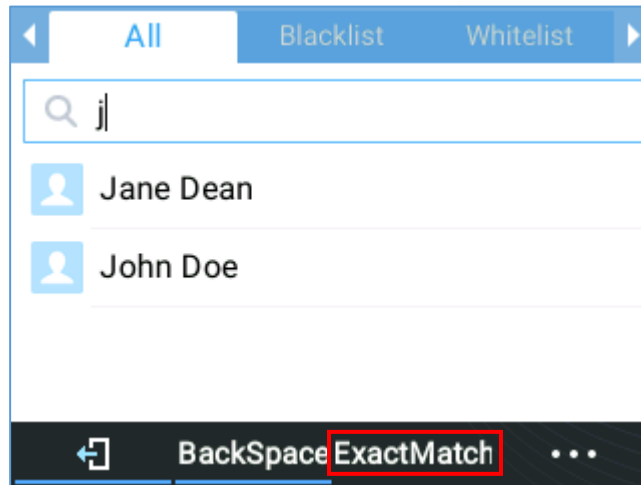 All Blacklist Whitelist
j
Jane Dean
John Doe
BackSpace ExactMatch ...